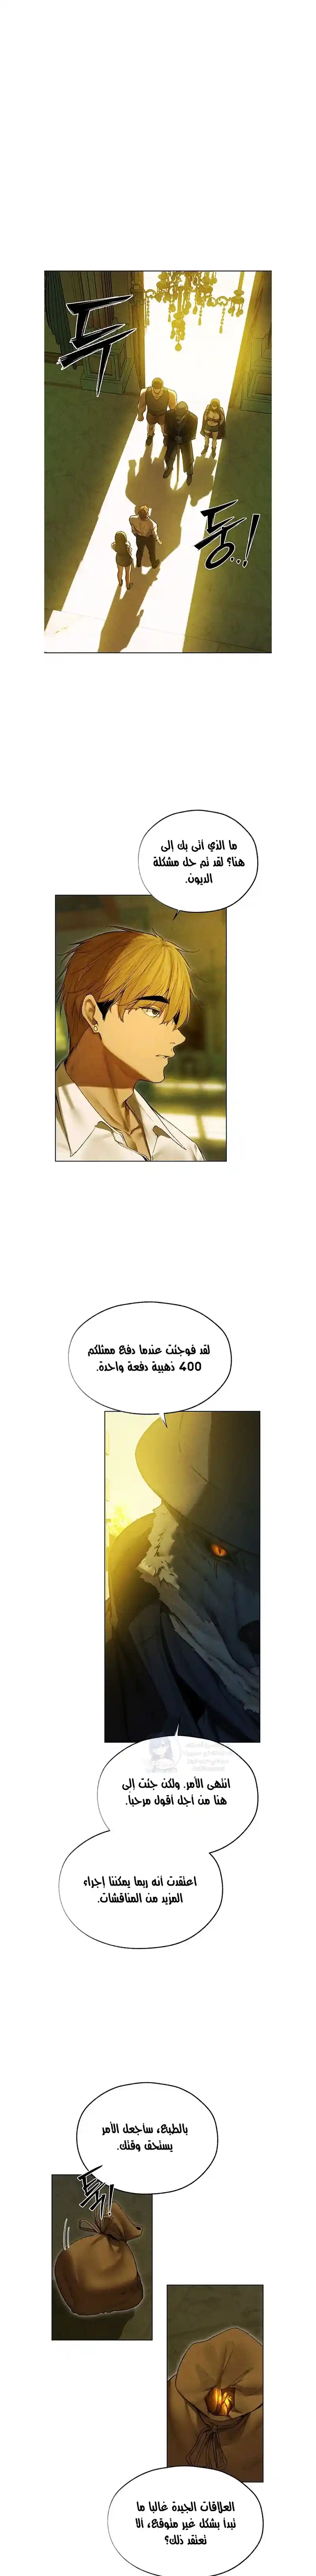 두
둥..!
ما الذي أتى بك إلى
هنا؟ لقد تم حل مشكلة
الديون.
لقد فوجئت عندما دفع ممثلكم
400 ذهبية دفعة واحدة.
انتهى الأمر. ولكن جئت إلى
هنا من أجل أقول مرحباً.
اعتقدت أنه ربما يمكننا إجراء
المزيد من المناقشات.
بالطبع، سأجعل الأمر
يستحق وقتك.
툭!
العلاقات الجيدة غالبا ما
تبدأ بشكل غير متوقع، ألا
تعتقد ذلك؟